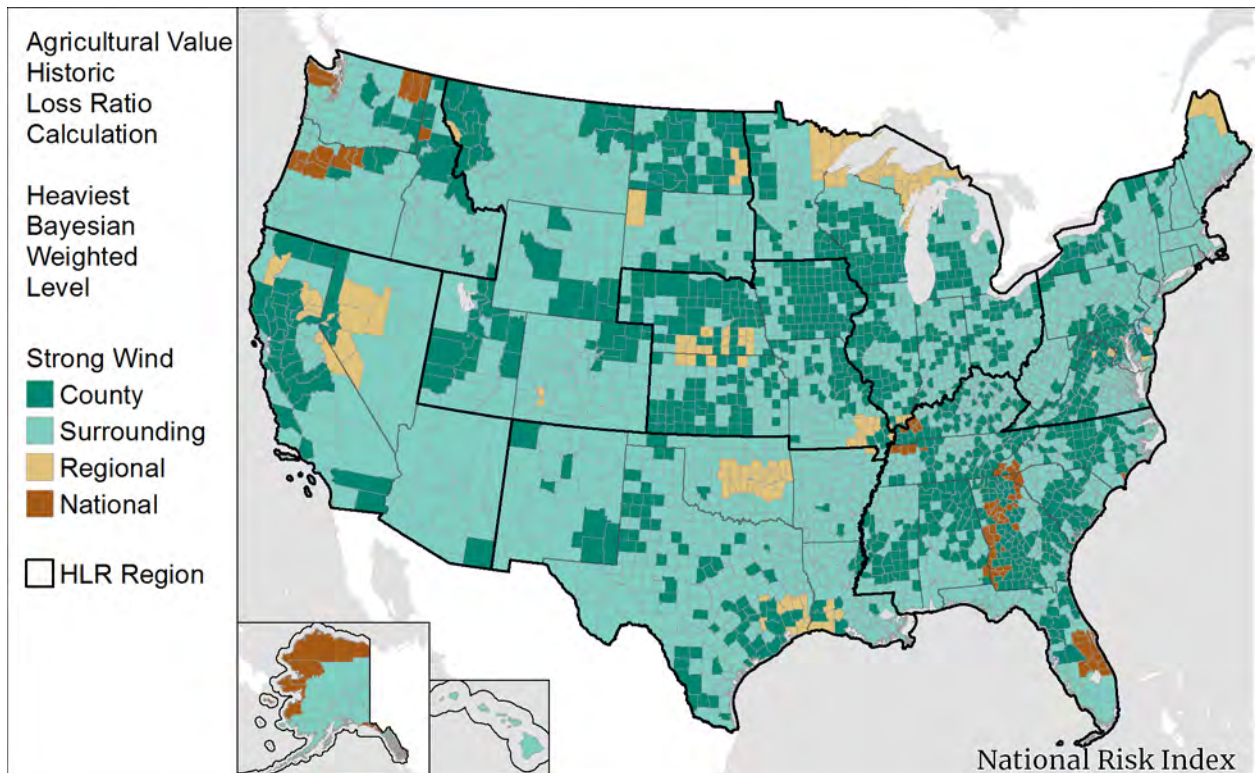 Agricultural Value
Historic
Loss Ratio
Calculation
Heaviest
Bayesian
Weighted
Level
Strong Wind
County
Surrounding
Regional
National
HLR Region
National Risk Index